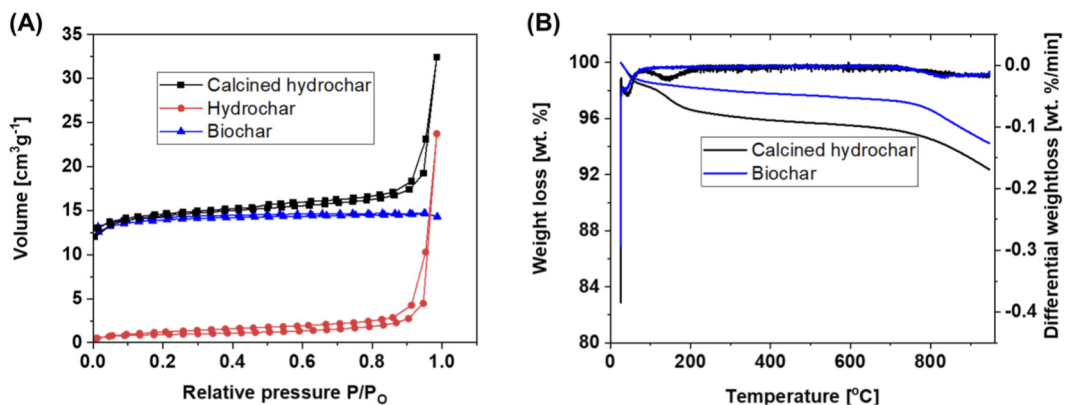 (A)
35
30
25
20
15
10
5
0
Volume [cm³g⁻¹]
Calcined hydrochar
Hydrochar
Biochar
0.0 0.2 0.4 0.6 0.8 1.0
Relative pressure P/P₀
(B)
100
96
92
88
84
80
Weight loss [wt. %]
Calcined hydrochar
Biochar
0 200 400 600 800
Temperature [°C]
0.0
-0.1
-0.2
-0.3
-0.4
Differential weightloss [wt. %/min]